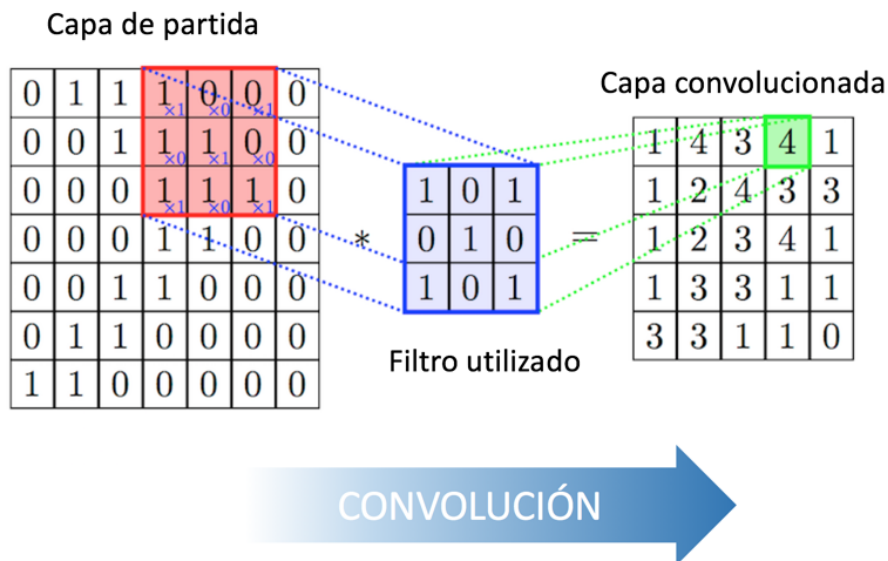 Capa de partida
Capa convolucionada
0 1 1 1 0 0 0
×1 ×0 ×1
0 0 1 1 1 0 0
×0 ×1 ×0
0 0 0 1 1 1 0
×1 ×0 ×1
0 0 0 1 1 0 0
0 0 1 1 0 0 0
0 1 1 0 0 0 0
1 1 0 0 0 0 0
*
1 0 1
0 1 0
1 0 1
Filtro utilizado
=
1 4 3 4 1
1 2 4 3 3
1 2 3 4 1
1 3 3 1 1
3 3 1 1 0
CONVOLUCIÓN